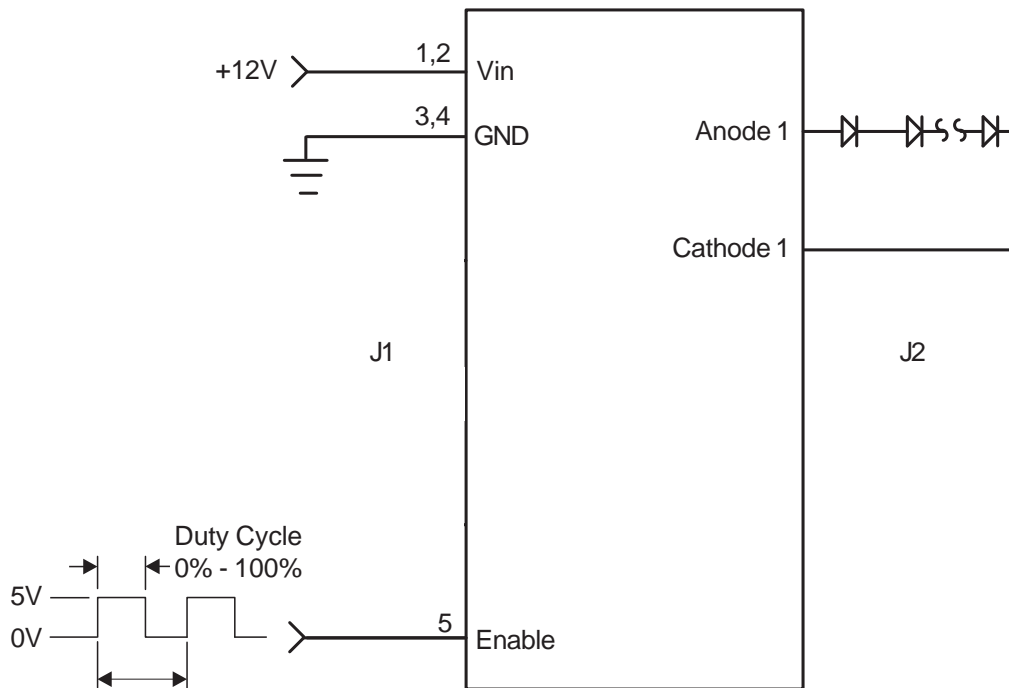 +12V
1,2
Vin
3,4
GND
Anode 1
Cathode 1
J1
J2
Duty Cycle
0% - 100%
5V
0V
5
Enable